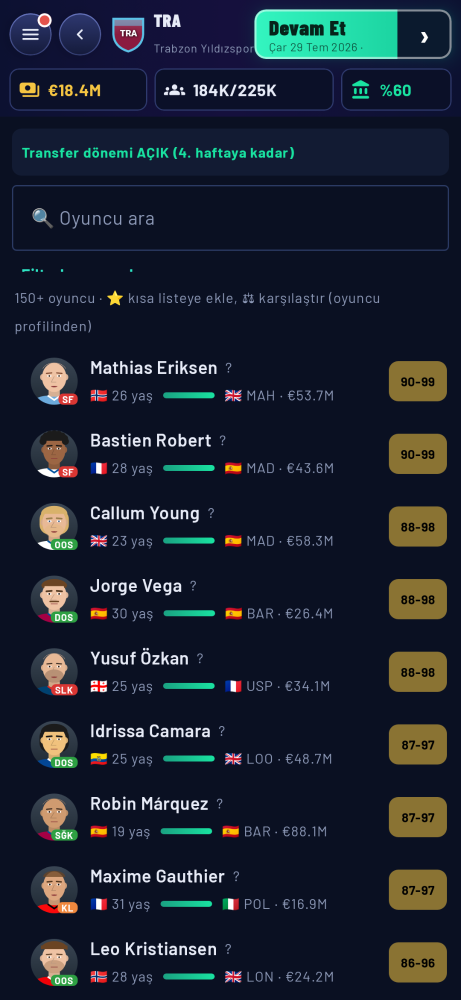 TRA
TRA
Trabzon Yıldızspor
Devam Et
Çar 29 Tem 2026 ·
€18.4M
184K/225K
%60
Transfer dönemi AÇIK (4. haftaya kadar)
Oyuncu ara
150+ oyuncu · ⭐ kısa listeye ekle, ⚖ karşılaştır (oyuncu
profilinden)
Mathias Eriksen ?
SF
26 yaş MAH · €53.7M
90-99
Bastien Robert ?
SF
28 yaş MAD · €43.6M
90-99
Callum Young ?
OOS
23 yaş MAD · €58.3M
88-98
Jorge Vega ?
DOS
30 yaş BAR · €26.4M
88-98
Yusuf Özkan ?
SLK
25 yaş USP · €34.1M
88-98
Idrissa Camara ?
DOS
25 yaş LOO · €48.7M
87-97
Robin Márquez ?
SĞK
19 yaş BAR · €88.1M
87-97
Maxime Gauthier ?
KL
31 yaş POL · €16.9M
87-97
Leo Kristiansen ?
OOS
28 yaş LON · €24.2M
86-96